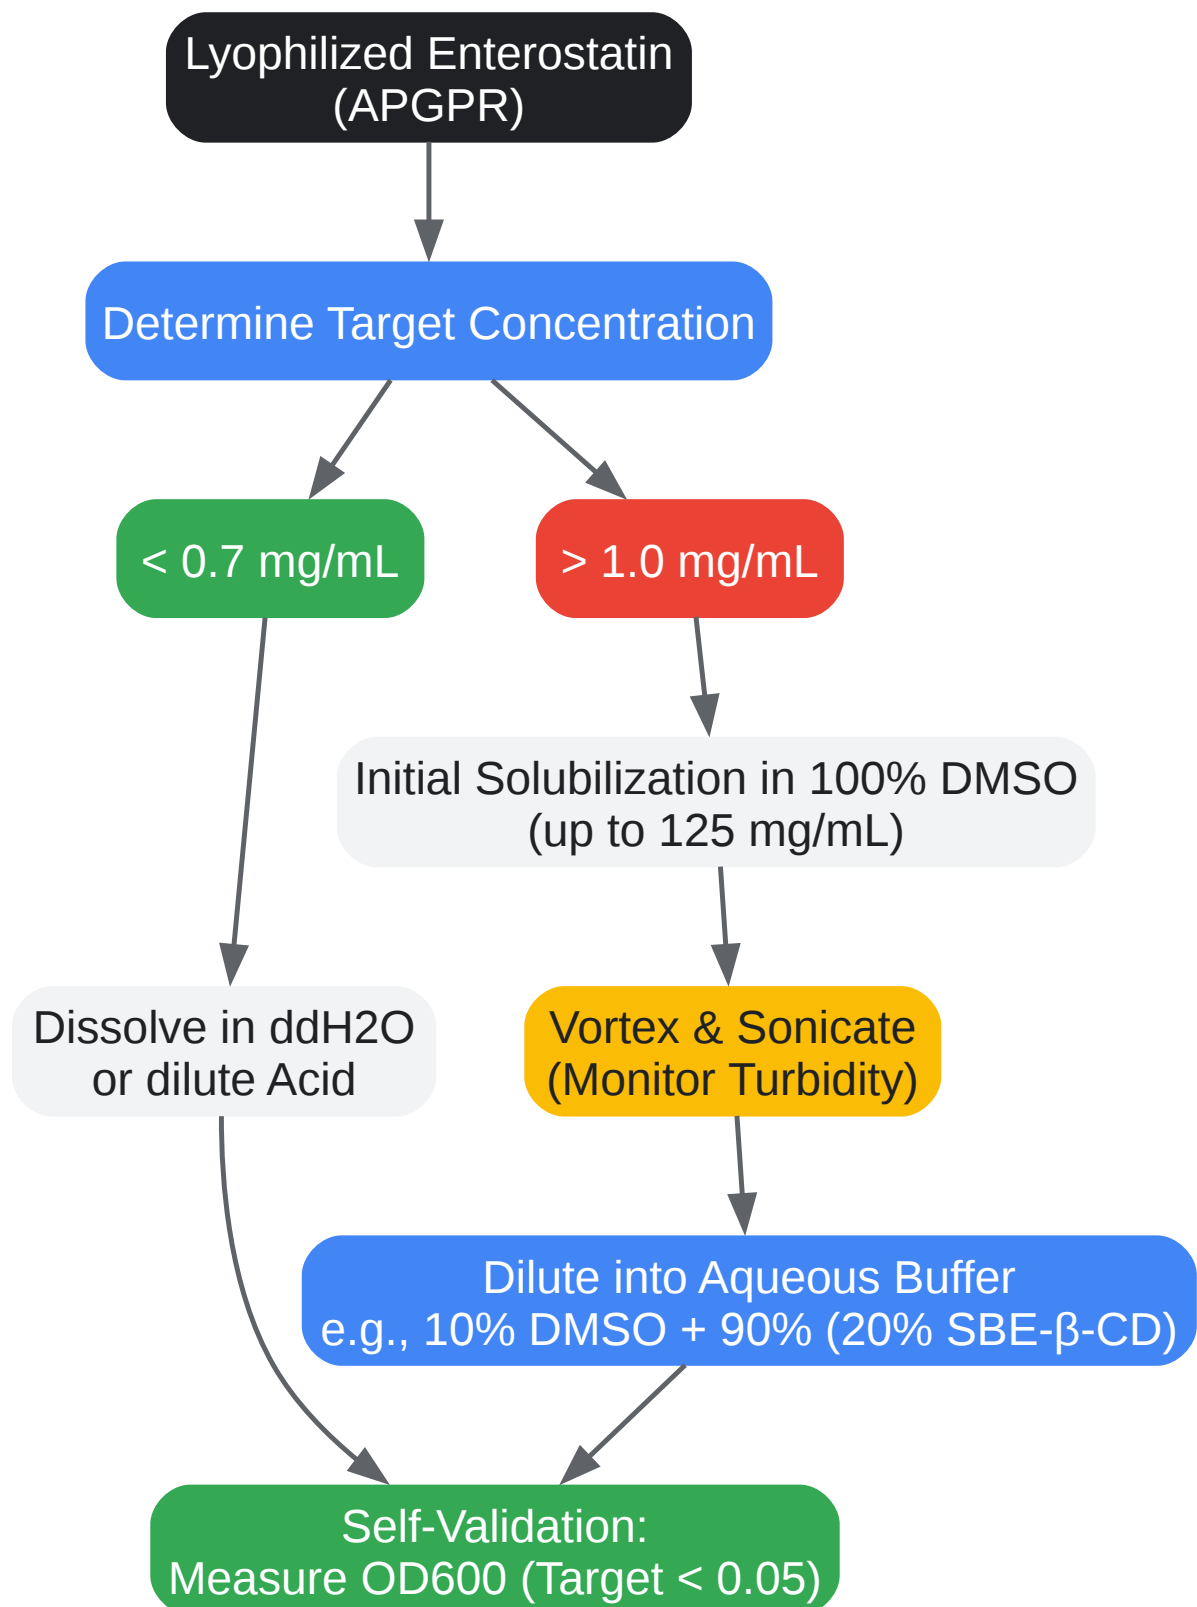 Lyophilized Enterostatin
(APGPR)
Determine Target Concentration
< 0.7 mg/mL
> 1.0 mg/mL
Initial Solubilization in 100% DMSO
(up to 125 mg/mL)
Dissolve in ddH2O
or dilute Acid
Vortex & Sonicate
(Monitor Turbidity)
Dilute into Aqueous Buffer
e.g., 10% DMSO + 90% (20% SBE-β-CD)
Self-Validation:
Measure OD600 (Target < 0.05)